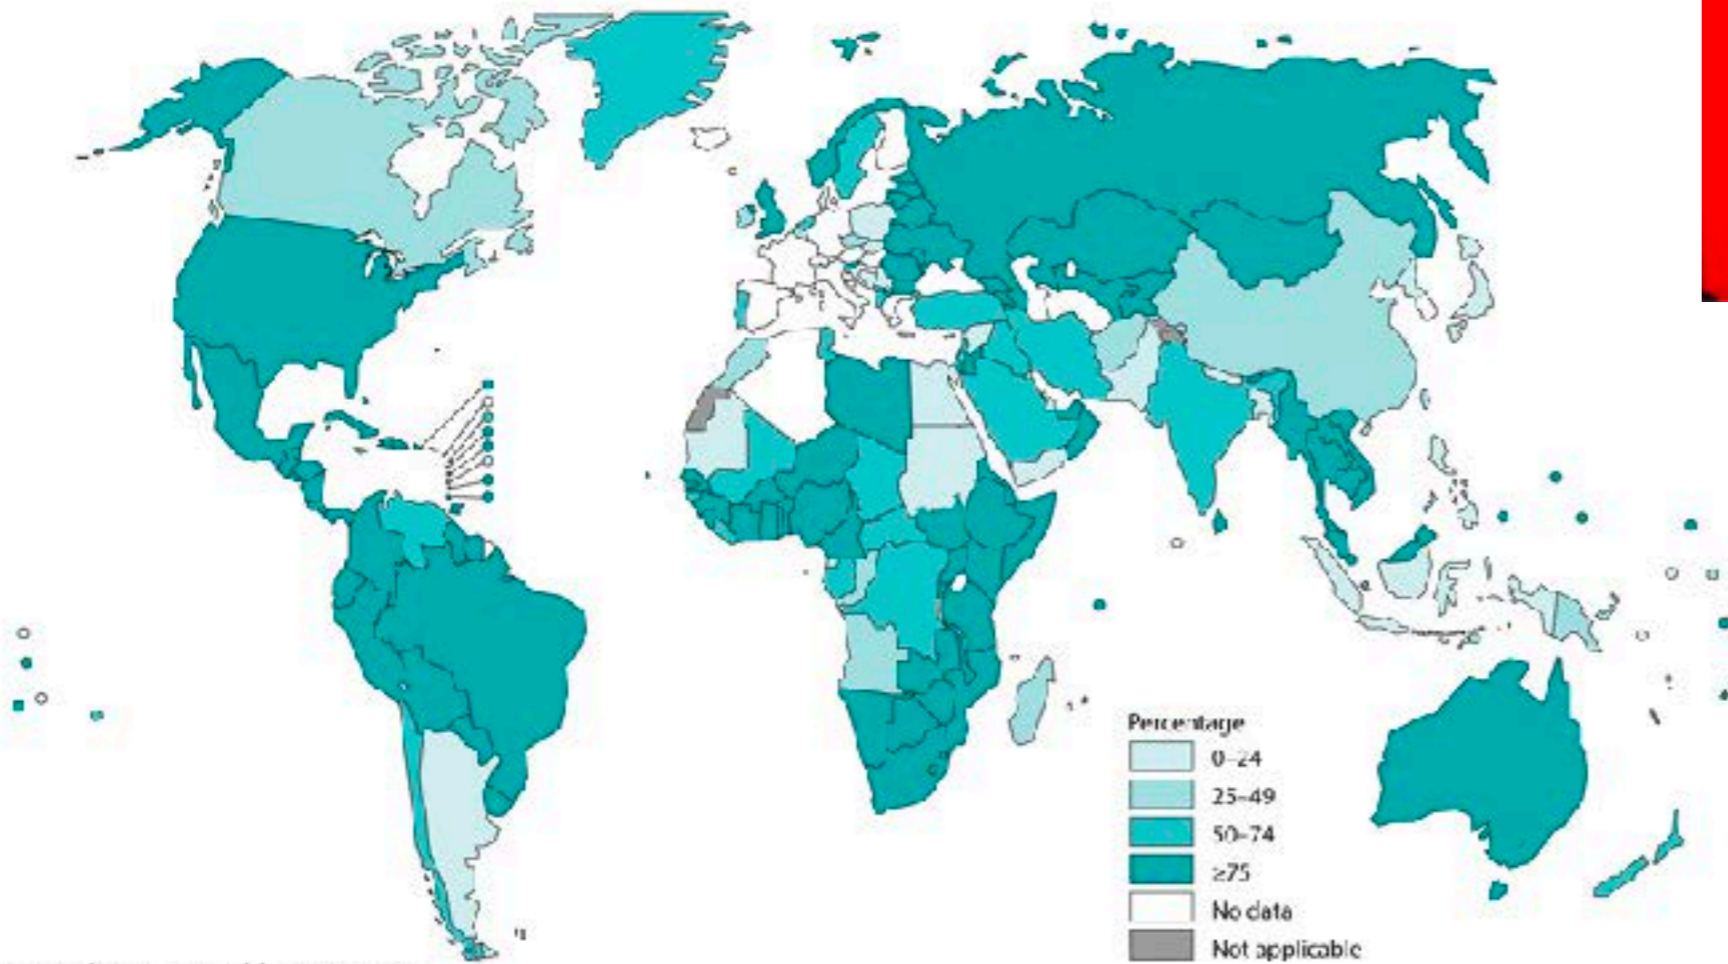 Percentage
0–24
25–49
50–74
≥75
No data
Not applicable